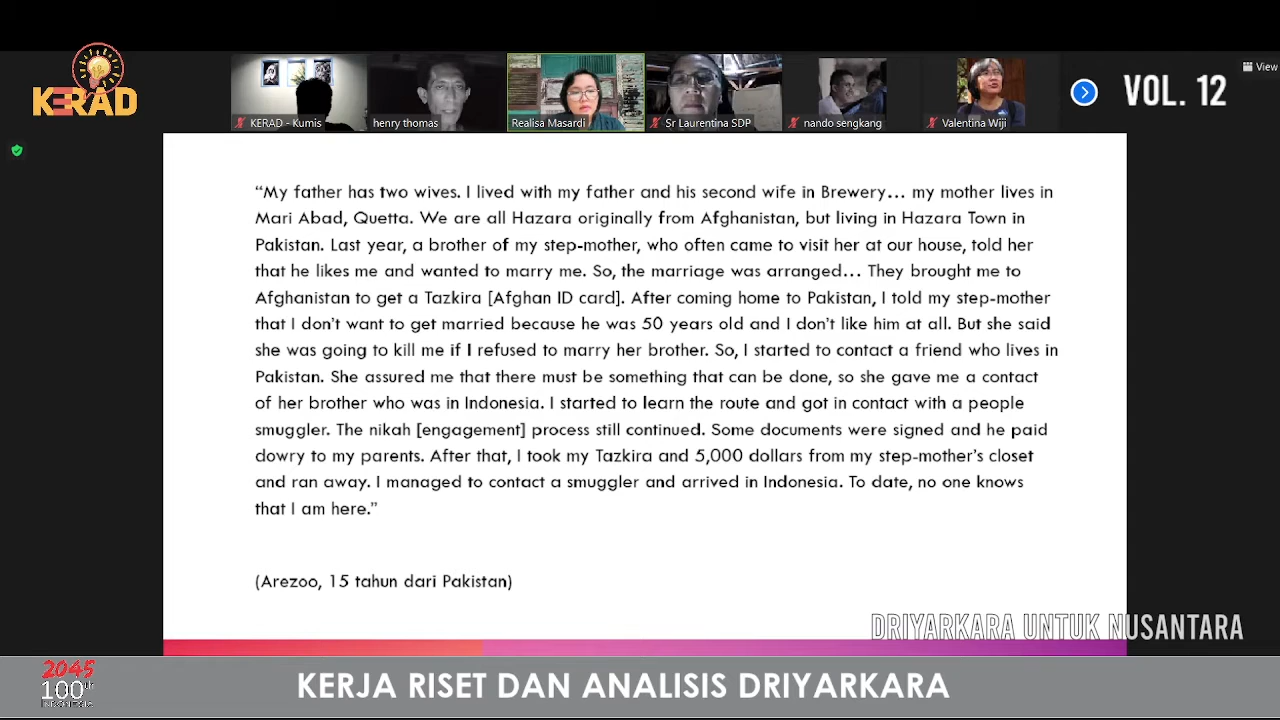 KERAD
KERAD - Kumis
henry thomas
Realisa Masardi
Sr Laurentina SDP
nando sengkang
Valentina Wiji
VOL. 12
View
“My father has two wives. I lived with my father and his second wife in Brewery... my mother lives in
Mari Abad, Quetta. We are all Hazara originally from Afghanistan, but living in Hazara Town in
Pakistan. Last year, a brother of my step-mother, who often came to visit her at our house, told her
that he likes me and wanted to marry me. So, the marriage was arranged... They brought me to
Afghanistan to get a Tazkira [Afghan ID card]. After coming home to Pakistan, I told my step-mother
that I don’t want to get married because he was 50 years old and I don’t like him at all. But she said
she was going to kill me if I refused to marry her brother. So, I started to contact a friend who lives in
Pakistan. She assured me that there must be something that can be done, so she gave me a contact
of her brother who was in Indonesia. I started to learn the route and got in contact with a people
smuggler. The nikah [engagement] process still continued. Some documents were signed and he paid
dowry to my parents. After that, I took my Tazkira and 5,000 dollars from my step-mother’s closet
and ran away. I managed to contact a smuggler and arrived in Indonesia. To date, no one knows
that I am here.”
(Arezoo, 15 tahun dari Pakistan)
DRIYARKARA UNTUK NUSANTARA
2045
100th
INDONESIA
KERJA RISET DAN ANALISIS DRIYARKARA